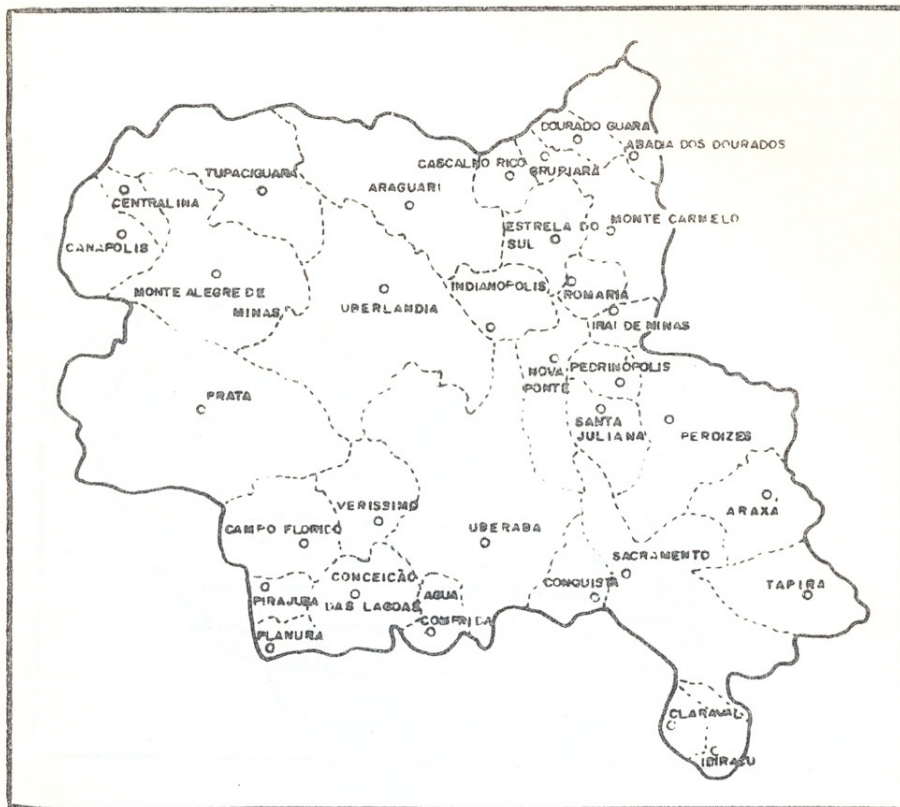 DOURADO GUARA
ABADIA DOS DOURADOS
CASCALHO RICO
GRUPIARA
TUPACIGUARA
ARAGUARI
CENTRALINA
MONTE CARMELO
ESTRELA DO
SUL
CANAPOLIS
INDIANOPOLIS
MONTE ALEGRE DE
MINAS
ROMARIA
UBERLANDIA
IRAI DE MINAS
NOVA
PONTE
PEDRINOPOLIS
PRATA
SANTA
JULIANA
PERDIZES
ARAXA
VERISSIMO
CAMPO FLORIDO
UBERABA
SACRAMENTO
CONCEIÇÃO
DAS LAGOAS
CONQUISTA
TAPIRA
PIRAJUBA
AGUA
COMPRIDA
PLANURA
CLARAVAL